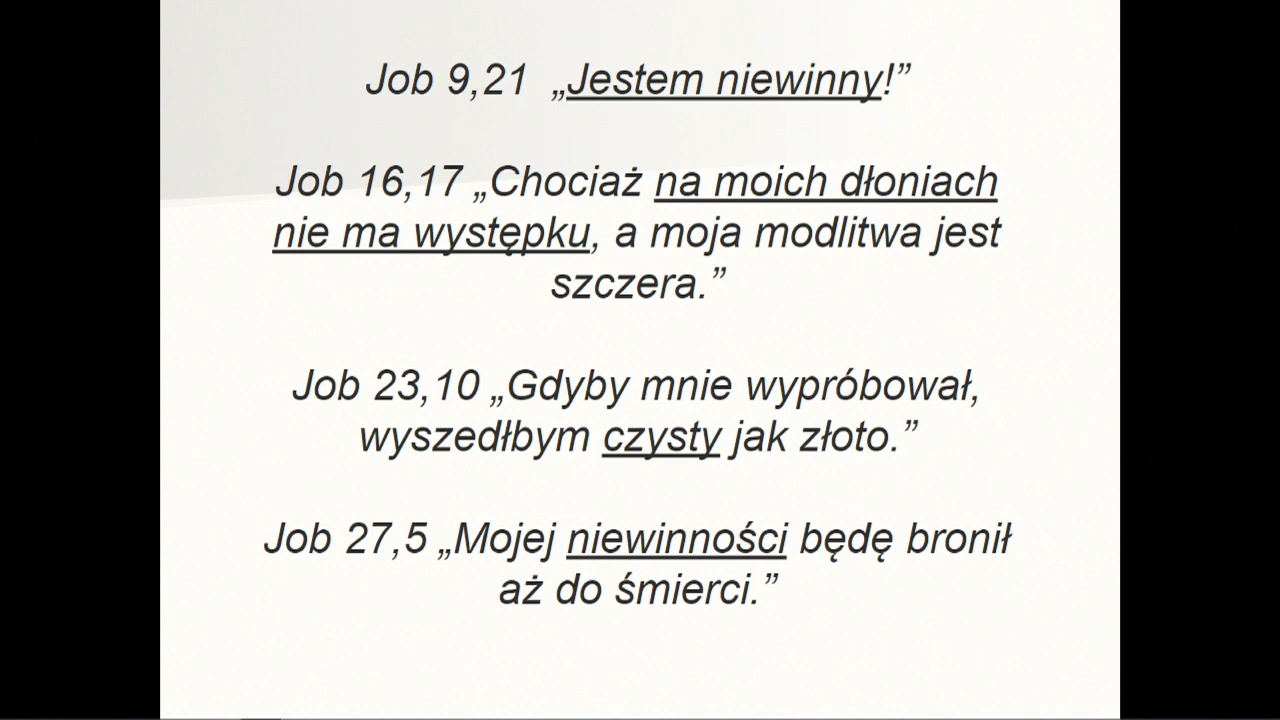 Job 9,21 „Jestem niewinny!”
Job 16,17 „Chociaż na moich dłoniach
nie ma występku, a moja modlitwa jest
szczera.”
Job 23,10 „Gdyby mnie wypróbował,
wyszedłbym czysty jak złoto.”
Job 27,5 „Mojej niewinności będę bronił
aż do śmierci.”